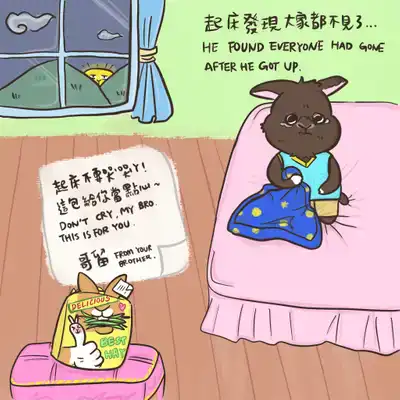 起床發現大家都不見了...
HE FOUND EVERYONE HAD GONE
AFTER HE GOT UP.
起床不要哭哭ㄛ!
這包給你當點心~
DON'T CRY, MY BRO.
THIS IS FOR YOU.
哥留 FROM YOUR
BROTHER.
DELICIOUS
BEST
HAY